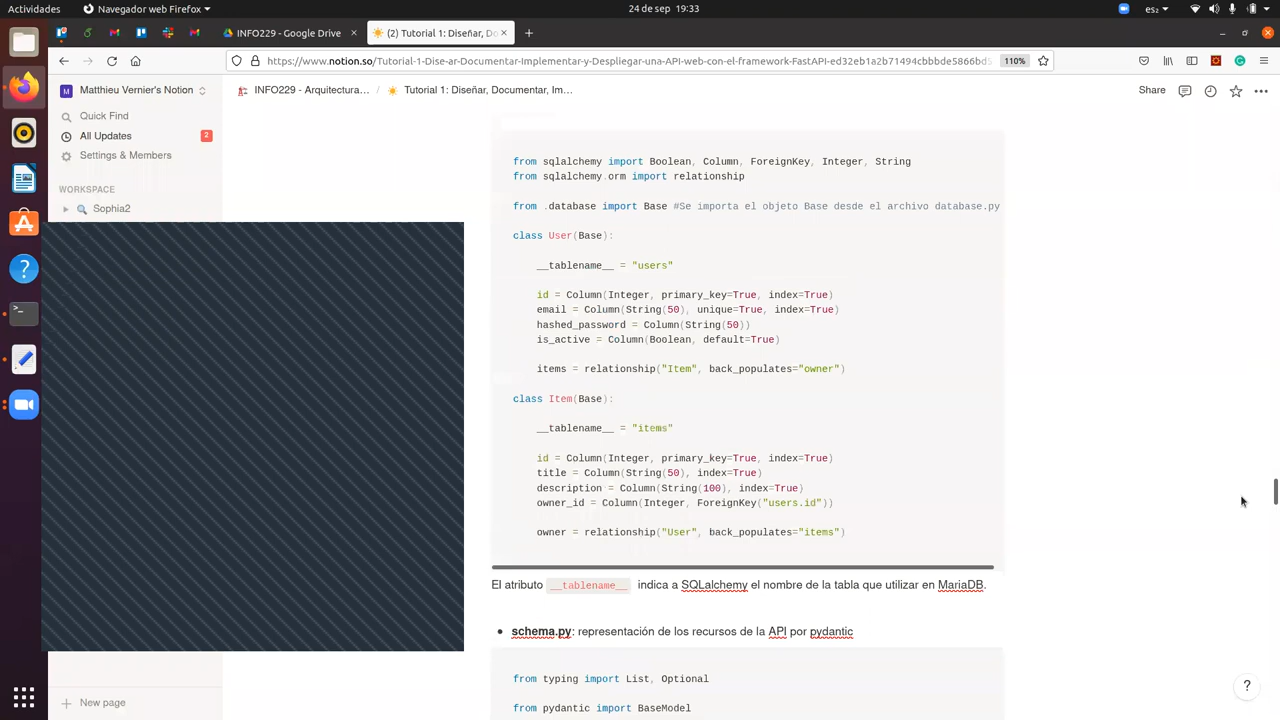 Actividades
Navegador web Firefox
24 de sep 19:33
es₂
INFO229 - Google Drive
(2) Tutorial 1: Diseñar, Do
https://www.notion.so/Tutorial-1-Dise-ar-Documentar-Implementar-y-Despliegar-una-API-web-con-el-framework-FastAPI-ed32eb1a2b71494cbbbde5866bd5
110%
Matthieu Vernier's Notion
INFO229 - Arquitectura… / Tutorial 1: Diseñar, Documentar, Im…
Share
Quick Find
All Updates
2
Settings & Members
WORKSPACE
Sophia2
New page
from sqlalchemy import Boolean, Column, ForeignKey, Integer, String
from sqlalchemy.orm import relationship
from .database import Base #Se importa el objeto Base desde el archivo database.py
class User(Base):
__tablename__ = "users"
id = Column(Integer, primary_key=True, index=True)
email = Column(String(50), unique=True, index=True)
hashed_password = Column(String(50))
is_active = Column(Boolean, default=True)
items = relationship("Item", back_populates="owner")
class Item(Base):
__tablename__ = "items"
id = Column(Integer, primary_key=True, index=True)
title = Column(String(50), index=True)
description = Column(String(100), index=True)
owner_id = Column(Integer, ForeignKey("users.id"))
owner = relationship("User", back_populates="items")
El atributo __tablename__ indica a SQLalchemy el nombre de la tabla que utilizar en MariaDB.
• schema.py: representación de los recursos de la API por pydantic
from typing import List, Optional
from pydantic import BaseModel
?